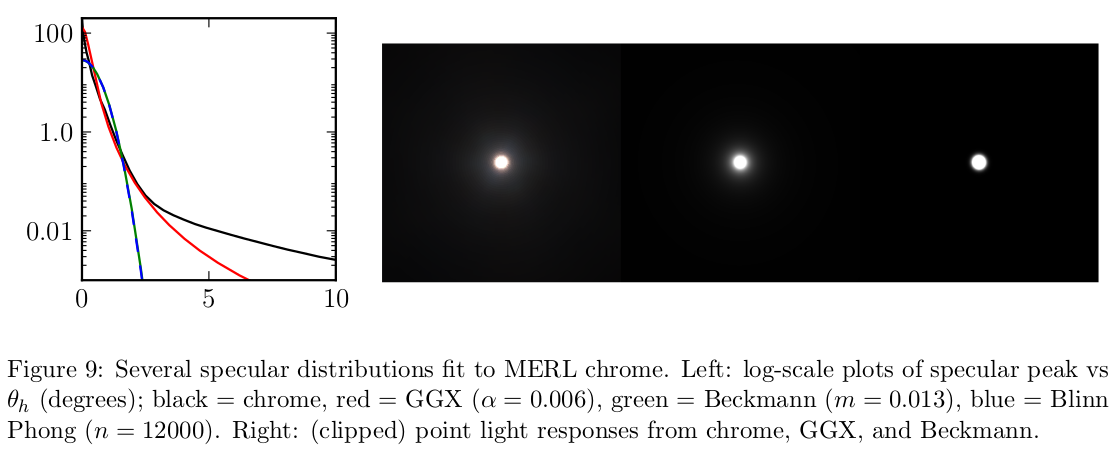 100
1.0
0.01
0 5 10
Figure 9: Several specular distributions fit to MERL chrome. Left: log-scale plots of specular peak vs
θh (degrees); black = chrome, red = GGX (α = 0.006), green = Beckmann (m = 0.013), blue = Blinn
Phong (n = 12000). Right: (clipped) point light responses from chrome, GGX, and Beckmann.